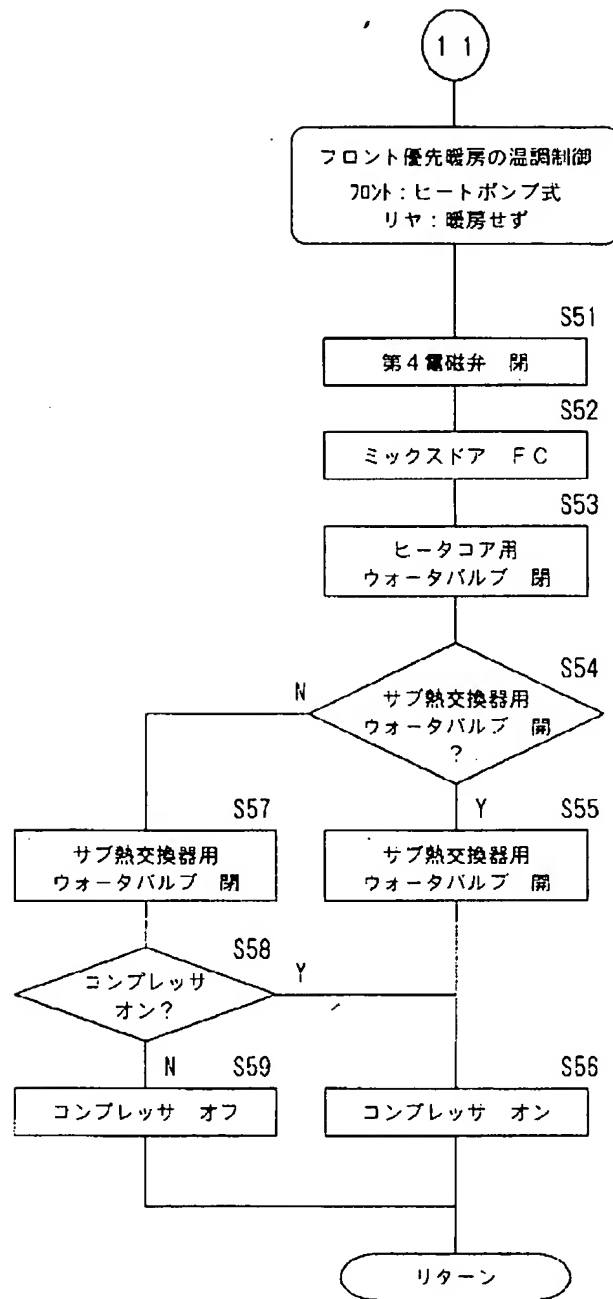 11
フロント優先暖房の温調制御
フロント:ヒートポンプ式
リヤ:暖房せず
S51
第4電磁弁 閉
S52
ミックスドア FC
S53
ヒータコア用
ウォータバルブ 閉
S54
サブ熱交換器用
ウォータバルブ 開
?
N
Y
S57
サブ熱交換器用
ウォータバルブ 閉
S55
サブ熱交換器用
ウォータバルブ 開
S58
コンプレッサ
オン?
Y
N
S59
コンプレッサ オフ
S56
コンプレッサ オン
リターン